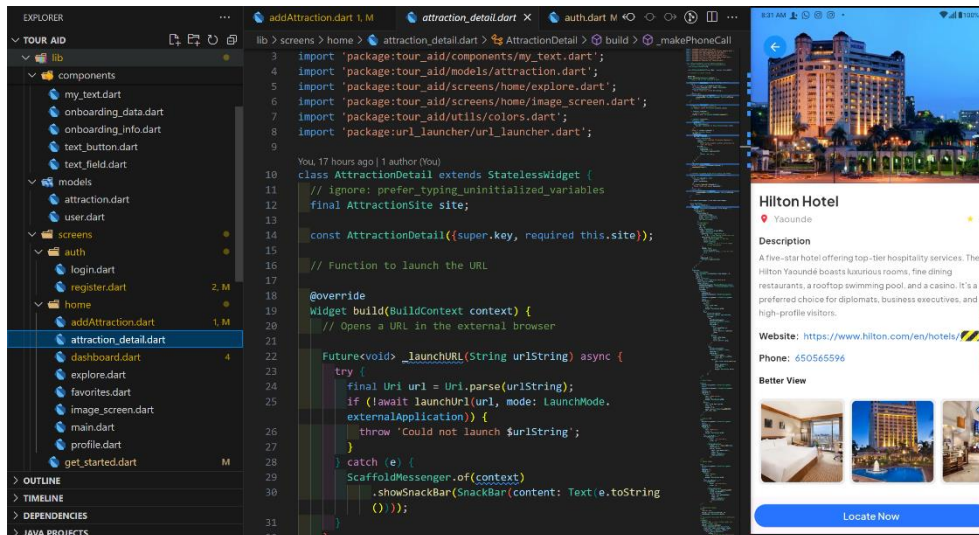 EXPLORER
TOUR AID
lib
components
my_text.dart
onboarding_data.dart
onboarding_info.dart
text_button.dart
text_field.dart
models
attraction.dart
user.dart
screens
auth
login.dart
register.dart 2, M
home
addAttraction.dart 1, M
attraction_detail.dart
dashboard.dart 4
explore.dart
favorites.dart
image_screen.dart
main.dart
profile.dart
get_started.dart M
OUTLINE
TIMELINE
DEPENDENCIES
JAVA PROJECTS
addAttraction.dart 1, M attraction_detail.dart auth.dart M
lib > screens > home > attraction_detail.dart > AttractionDetail > build > _makePhoneCall
3 import 'package:tour_aid/components/my_text.dart';
4 import 'package:tour_aid/models/attraction.dart';
5 import 'package:tour_aid/screens/home/explore.dart';
6 import 'package:tour_aid/screens/home/image_screen.dart';
7 import 'package:tour_aid/utils/colors.dart';
8 import 'package:url_launcher/url_launcher.dart';
9
You, 17 hours ago | 1 author (You)
10 class AttractionDetail extends StatelessWidget {
11 // ignore: prefer_typing_uninitialized_variables
12 final AttractionSite site;
13
14 const AttractionDetail({super.key, required this.site});
15
16 // Function to launch the URL
17
18 @override
19 Widget build(BuildContext context) {
20 // Opens a URL in the external browser
21
22 Future<void> _launchURL(String urlString) async {
23 try {
24 final Uri url = Uri.parse(urlString);
25 if (!await launchUrl(url, mode: LaunchMode.
externalApplication)) {
26 throw 'Could not launch $urlString';
27 }
28 } catch (e) {
29 ScaffoldMessenger.of(context)
30 .showSnackBar(SnackBar(content: Text(e.toString
())));
31 }
8:31 AM 100%
Hilton Hotel
Yaounde
Description
A five-star hotel offering top-tier hospitality services. The
Hilton Yaoundé boasts luxurious rooms, fine dining
restaurants, a rooftop swimming pool, and a casino. It's a
preferred choice for diplomats, business executives, and
high-profile visitors.
Website: https://www.hilton.com/en/hotels/
Phone: 650565596
Better View
Locate Now